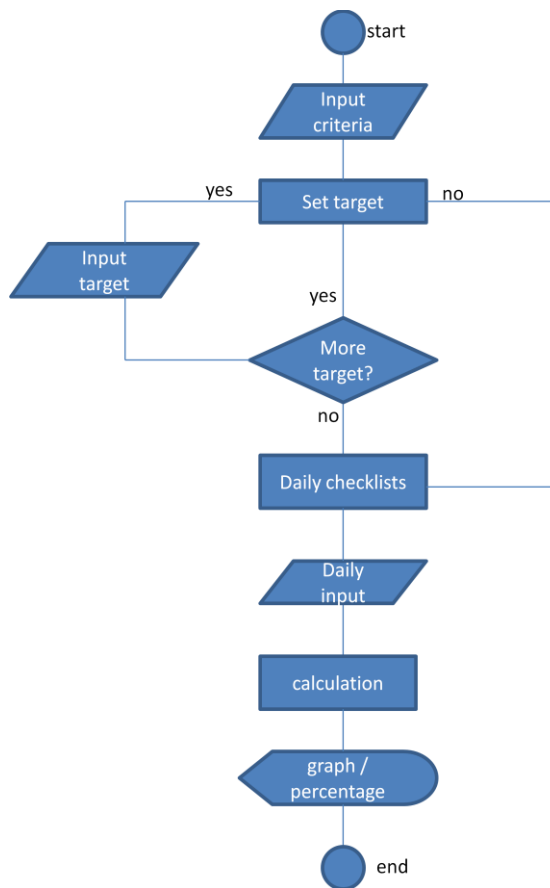 start
Input
criteria
yes
Set target
no
Input
target
yes
More
target?
no
Daily checklists
Daily
input
calculation
graph /
percentage
end